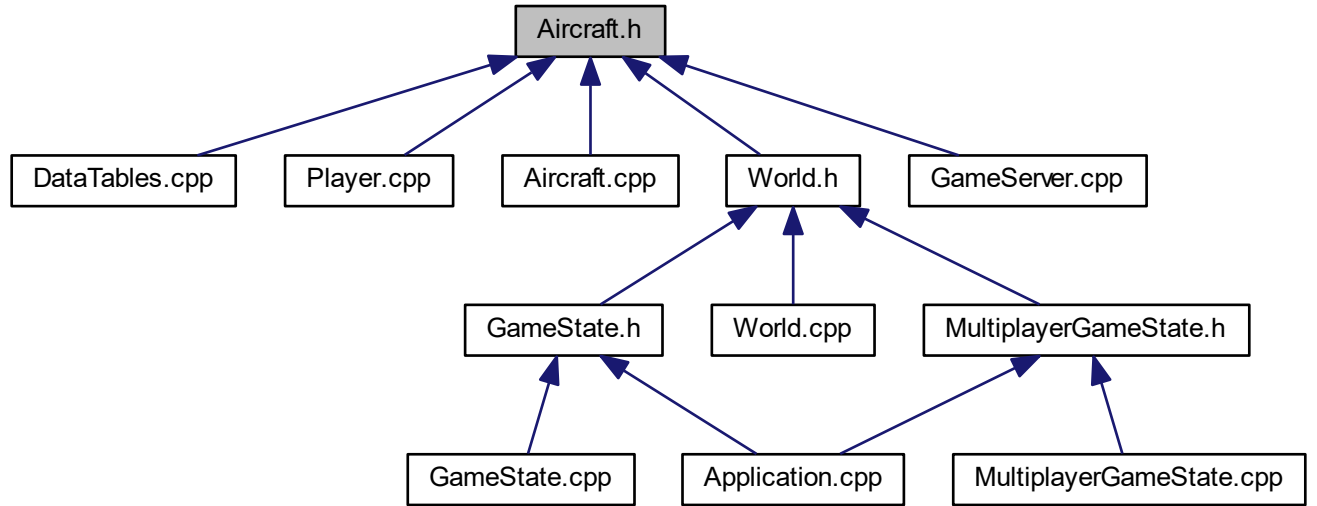 Aircraft.h
DataTables.cpp
Player.cpp
Aircraft.cpp
World.h
GameServer.cpp
GameState.h
World.cpp
MultiplayerGameState.h
GameState.cpp
Application.cpp
MultiplayerGameState.cpp